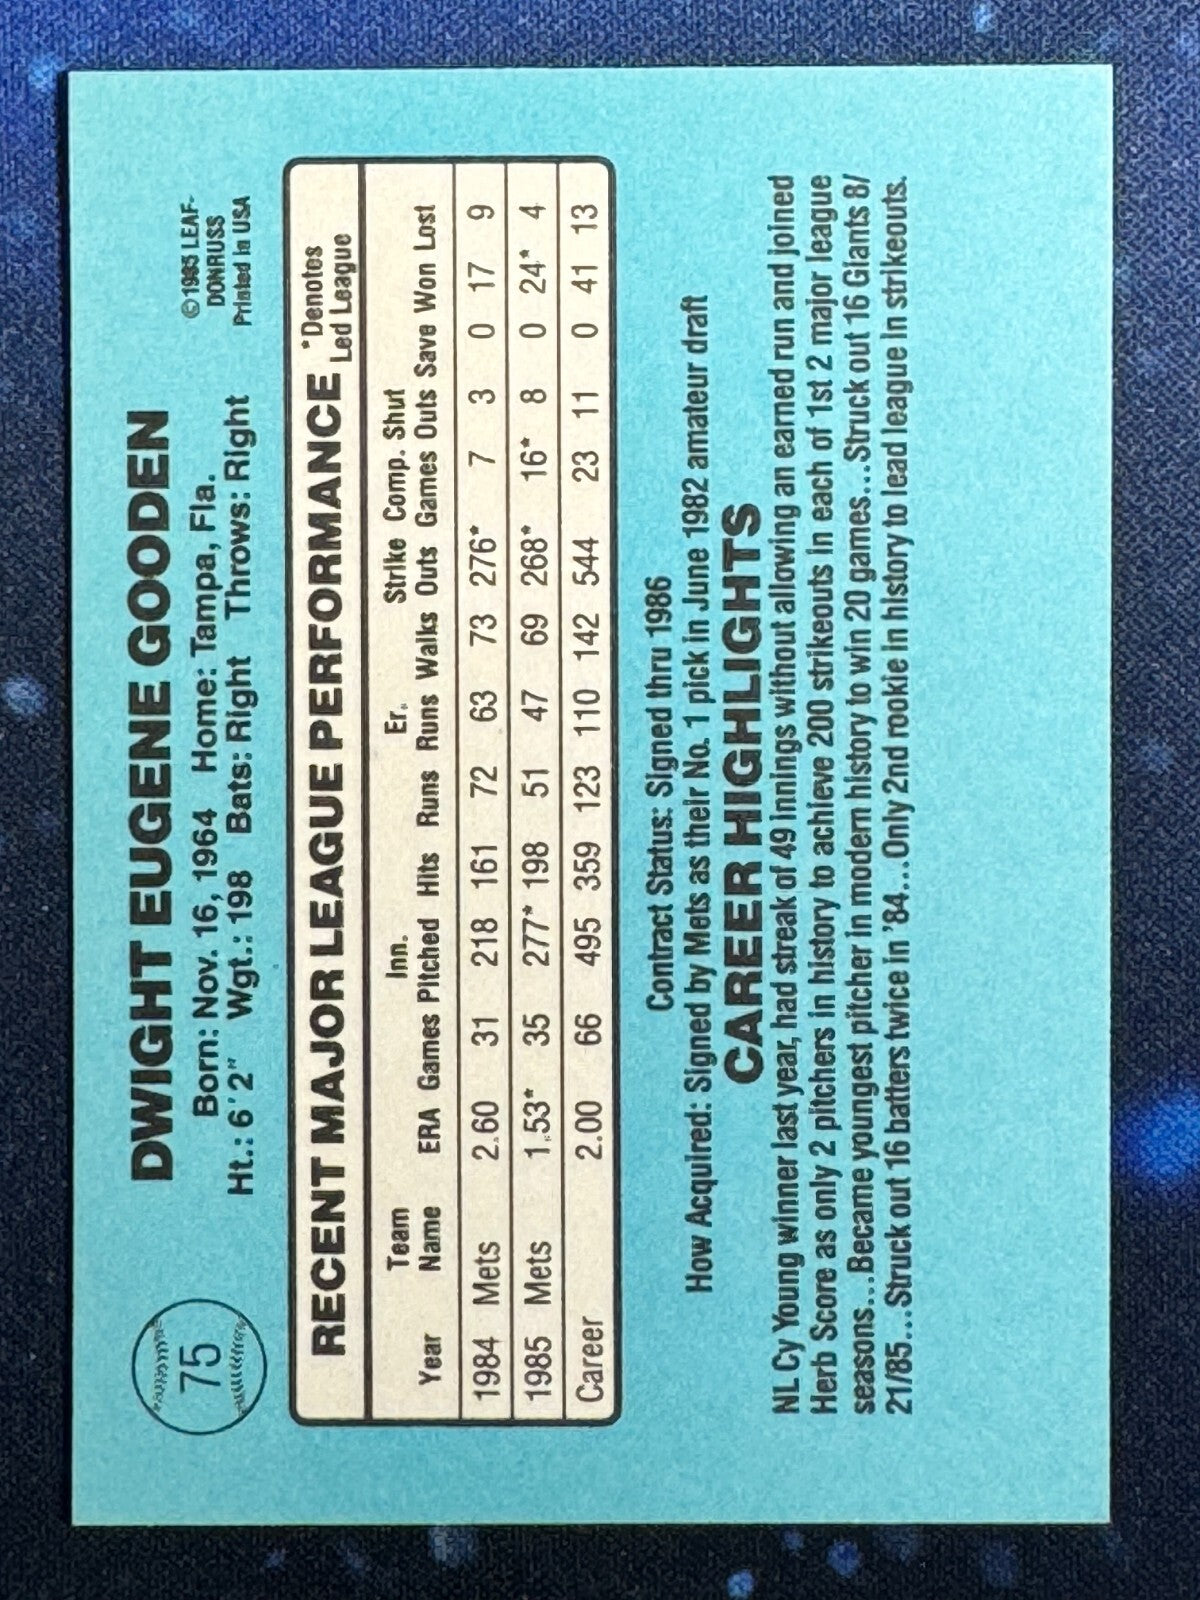 75
DWIGHT EUGENE GOODEN
Born: Nov. 16, 1964 Home: Tampa, Fla.
Ht.: 6'2" Wgt.: 198 Bats: Right Throws: Right
©1985 LEAF-
DONRUSS
Printed in USA
RECENT MAJOR LEAGUE PERFORMANCE
*Denotes
Led League
Team Inn. Er. Strike Comp. Shut
Year Name ERA Games Pitched Hits Runs Runs Walks Outs Games Outs Save Won Lost
1984 Mets 2.60 31 218 161 72 63 73 276* 7 3 0 17 9
1985 Mets 1.53* 35 277* 198 51 47 69 268* 16* 8 0 24* 4
Career 2.00 66 495 359 123 110 142 544 23 11 0 41 13
Contract Status: Signed thru 1986
How Acquired: Signed by Mets as their No. 1 pick in June 1982 amateur draft
CAREER HIGHLIGHTS
NL Cy Young winner last year, had streak of 49 innings without allowing an earned run and joined
Herb Score as only 2 pitchers in history to achieve 200 strikeouts in each of 1st 2 major league
seasons...Became youngest pitcher in modern history to win 20 games...Struck out 16 Giants 8/
21/85...Struck out 16 batters twice in '84...Only 2nd rookie in history to lead league in strikeouts.